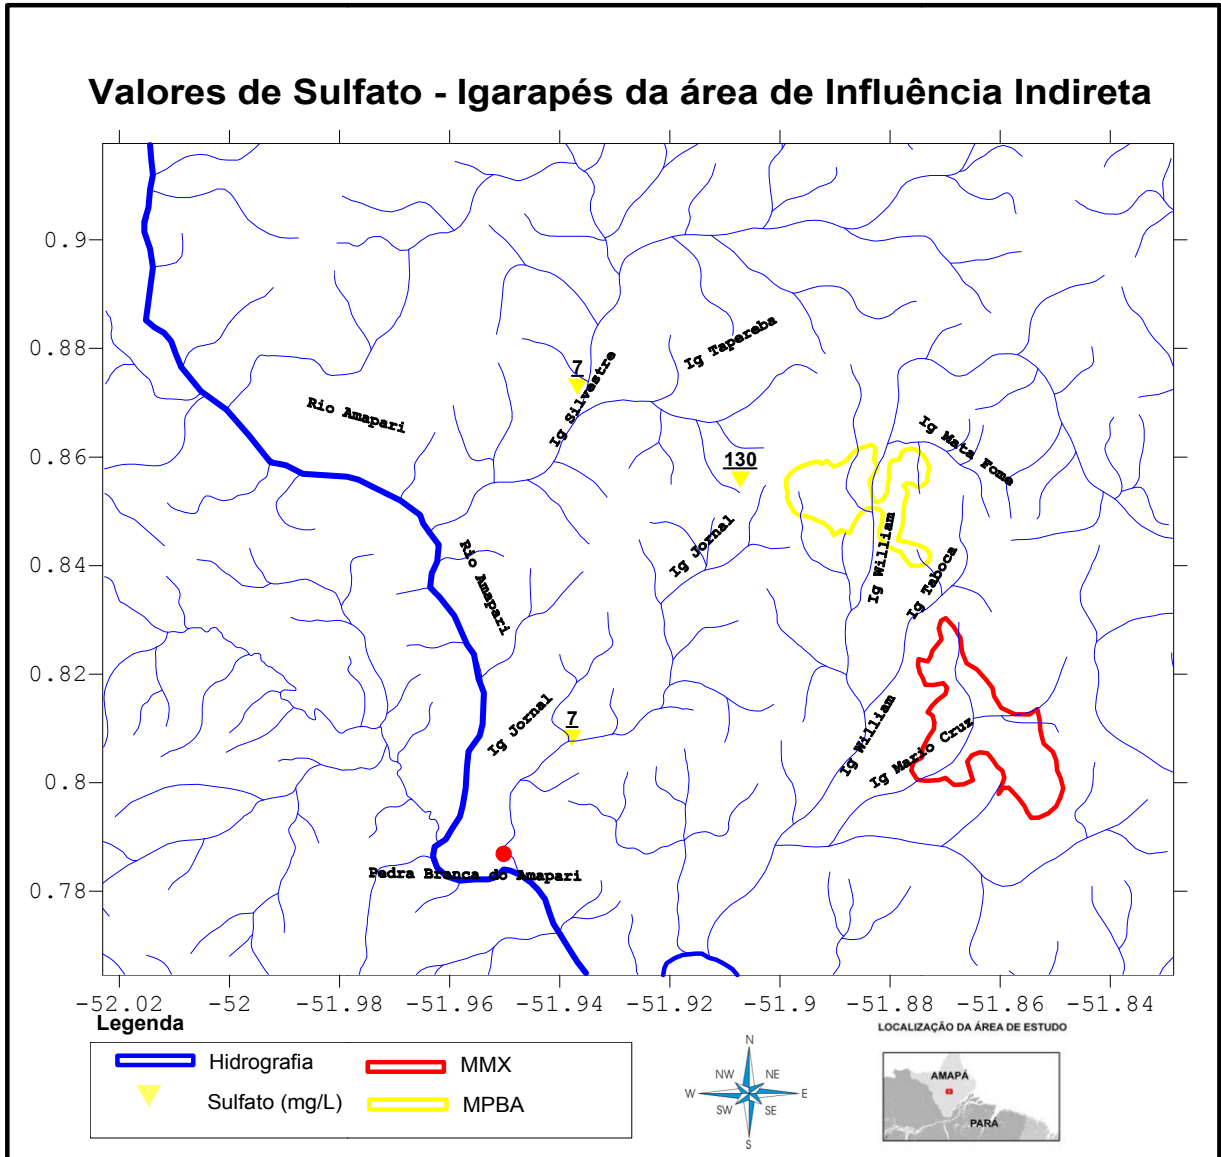 Valores de Sulfato - Igarapés da área de Influência Indireta
0.9
0.88
0.86
0.84
0.82
0.8
0.78
Ig Tapereba
7
Ig Silvestre
Rio Amapari
Ig Mata Fome
130
Ig Jornal
Ig William
Rio Amapari
Ig Taboca
Ig Jornal
7
Ig William
Ig Mario Cruz
Pedra Branca do Amapari
-52.02 -52 -51.98 -51.96 -51.94 -51.92 -51.9 -51.88 -51.86 -51.84
Legenda
Hidrografia
MMX
Sulfato (mg/L)
MPBA
N
NW NE
W E
SW SE
S
LOCALIZAÇÃO DA ÁREA DE ESTUDO
AMAPÁ
PARÁ